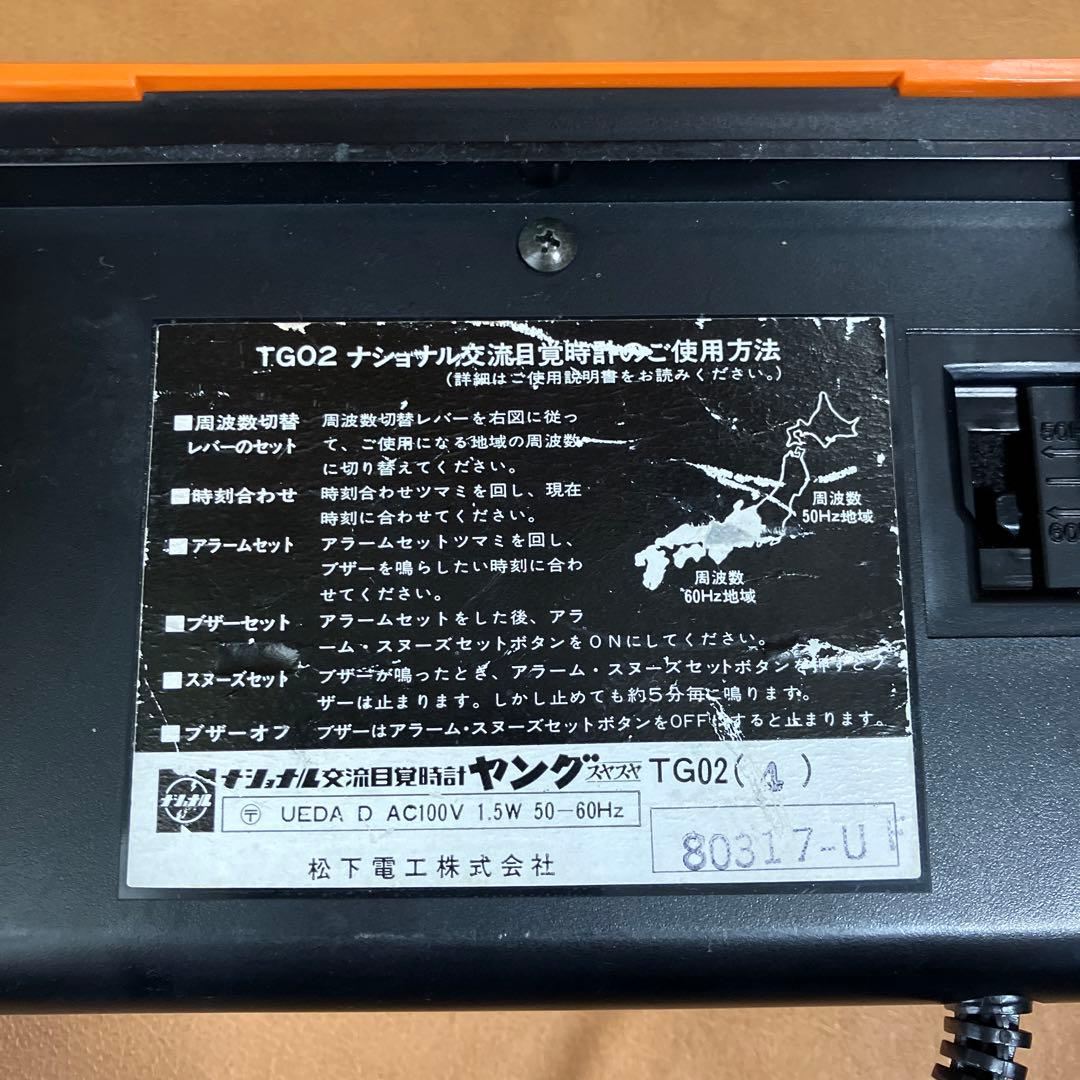 TG02 ナショナル交流目覚時計のご使用方法
(詳細はご使用説明書をお読みください。)
■周波数切替 周波数切替レバーを右図に従っ
レバーのセット て、ご使用になる地域の周波数
に切り替えてください。
■時刻合わせ 時刻合わせツマミを回し、現在
時刻に合わせてください。
■アラームセット アラームセットツマミを回し、
ブザーを鳴らしたい時刻に合わ
せてください。
■ブザーセット アラームセットをした後、アラ
ーム・スヌーズセットボタンをONにしてください。
■スヌーズセット ブザーが鳴ったとき、アラーム・スヌーズセットボタンを押すとブ
ザーは止まります。しかし止めても約5分毎に鳴ります。
■ブザーオフ ブザーはアラーム・スヌーズセットボタンをOFFにすると止まります。
周波数
50Hz地域
周波数
60Hz地域
ナショナル
ナショナル交流目覚時計 ヤングスヤスヤ TG02( 1 )
〒 UEDA D AC100V 1.5W 50-60Hz
80317-U
松下電工株式会社
50
60